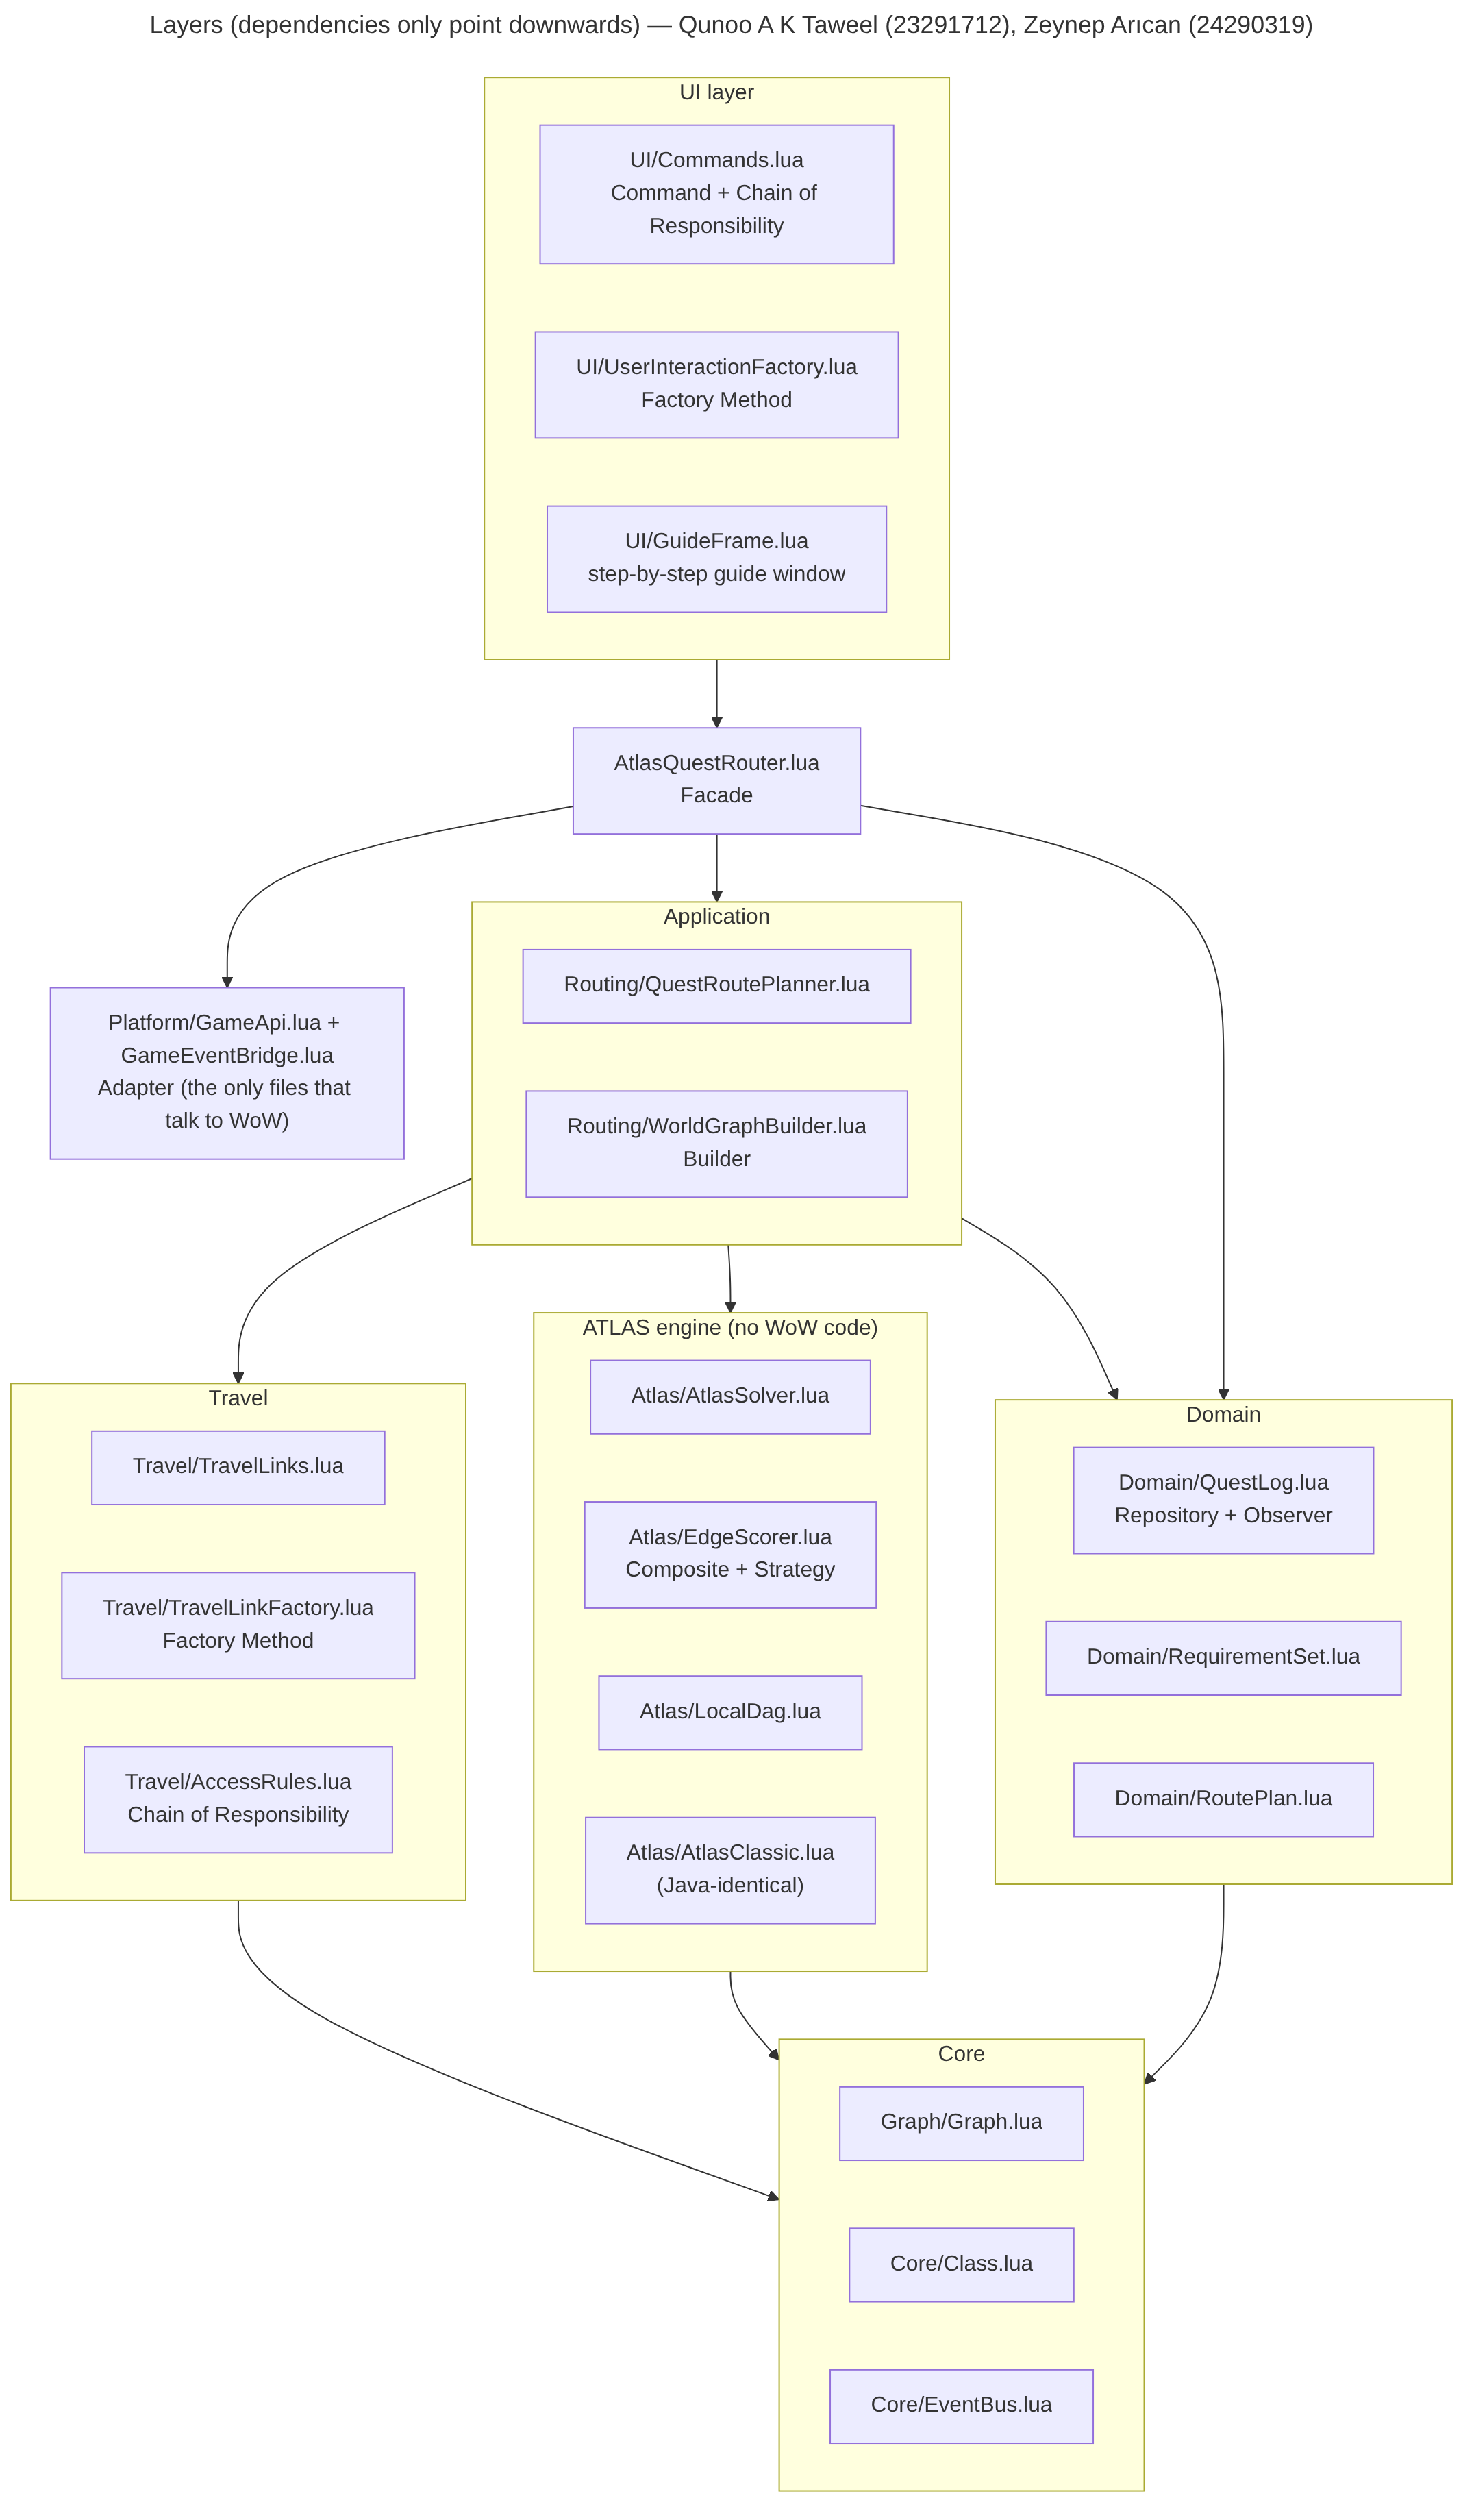 Layers (dependencies only point downwards) — Qunoo A K Taweel (23291712), Zeynep Arıcan (24290319)
UI layer
UI/Commands.lua
Command + Chain of
Responsibility
UI/UserInteractionFactory.lua
Factory Method
UI/GuideFrame.lua
step-by-step guide window
AtlasQuestRouter.lua
Facade
Platform/GameApi.lua +
GameEventBridge.lua
Adapter (the only files that
talk to WoW)
Application
Routing/QuestRoutePlanner.lua
Routing/WorldGraphBuilder.lua
Builder
Travel
Travel/TravelLinks.lua
Travel/TravelLinkFactory.lua
Factory Method
Travel/AccessRules.lua
Chain of Responsibility
ATLAS engine (no WoW code)
Atlas/AtlasSolver.lua
Atlas/EdgeScorer.lua
Composite + Strategy
Atlas/LocalDag.lua
Atlas/AtlasClassic.lua
(Java-identical)
Domain
Domain/QuestLog.lua
Repository + Observer
Domain/RequirementSet.lua
Domain/RoutePlan.lua
Core
Graph/Graph.lua
Core/Class.lua
Core/EventBus.lua